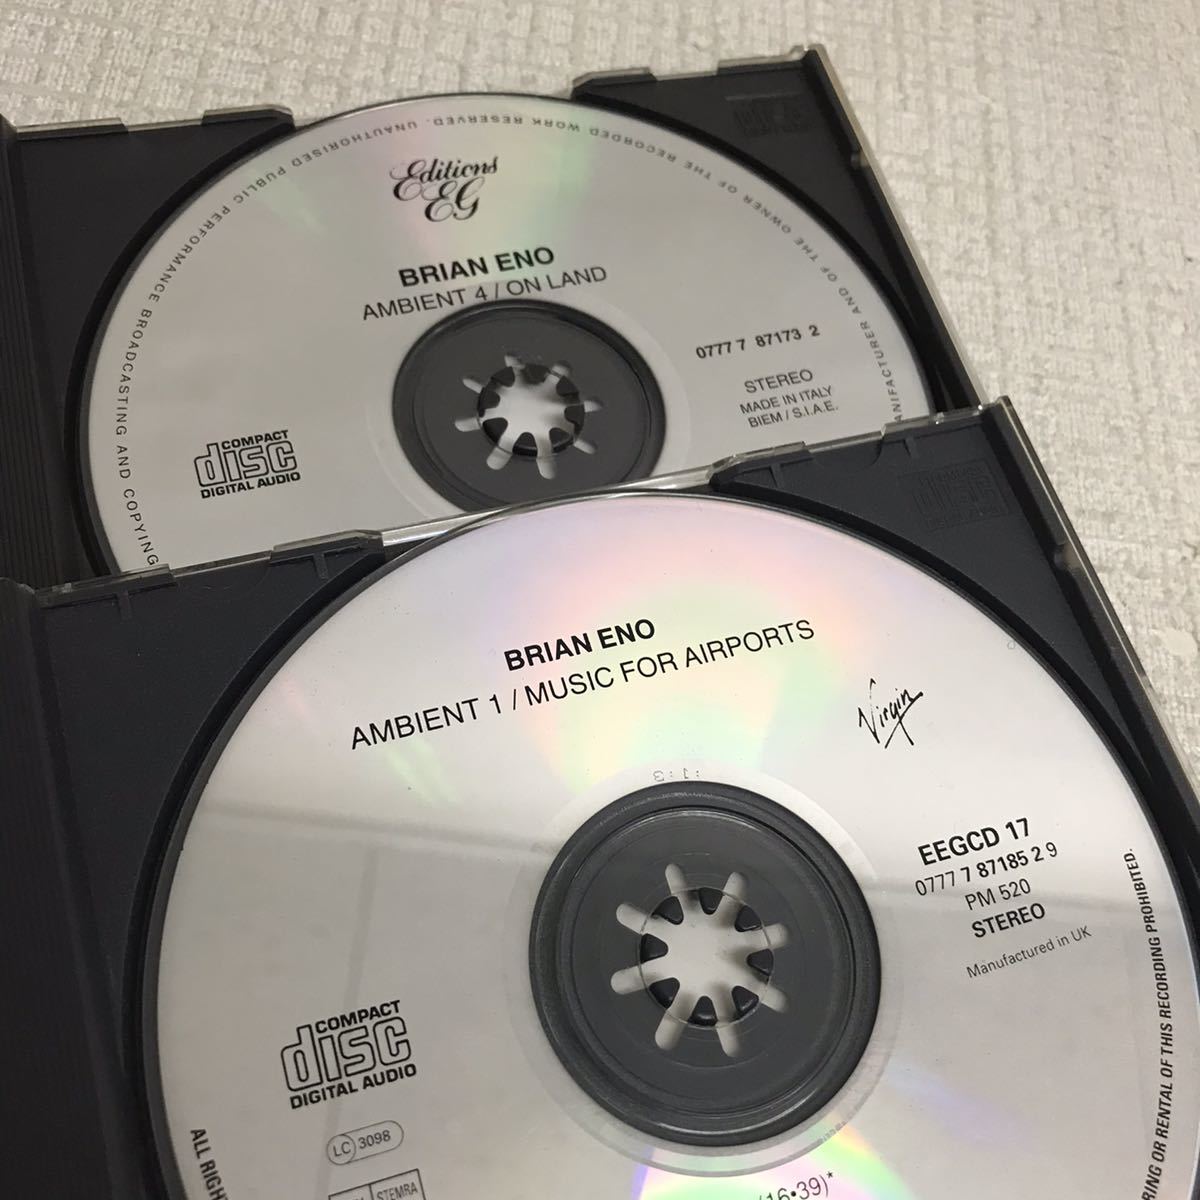 Editions
EG
BRIAN ENO
AMBIENT 4 / ON LAND
0777 7 87173 2
STEREO
MADE IN ITALY
BIEM / S.I.A.E.
COMPACT
disc
DIGITAL AUDIO
MANIFACTURER AND OF THE OWNER OF THE RECORDED WORK RESERVED. UNAUTHORISED PUBLIC PERFORMANCE BROADCASTING AND COPYING
BRIAN ENO
AMBIENT 1 / MUSIC FOR AIRPORTS
Virgin
EEGCD 17
0777 7 87185 2 9
PM 520
STEREO
Manufactured in UK
COMPACT
disc
DIGITAL AUDIO
LC 3098
STEMRA
(16•39)*
ALL RIGH
RING OR RENTAL OF THIS RECORDING PROHIBITED.